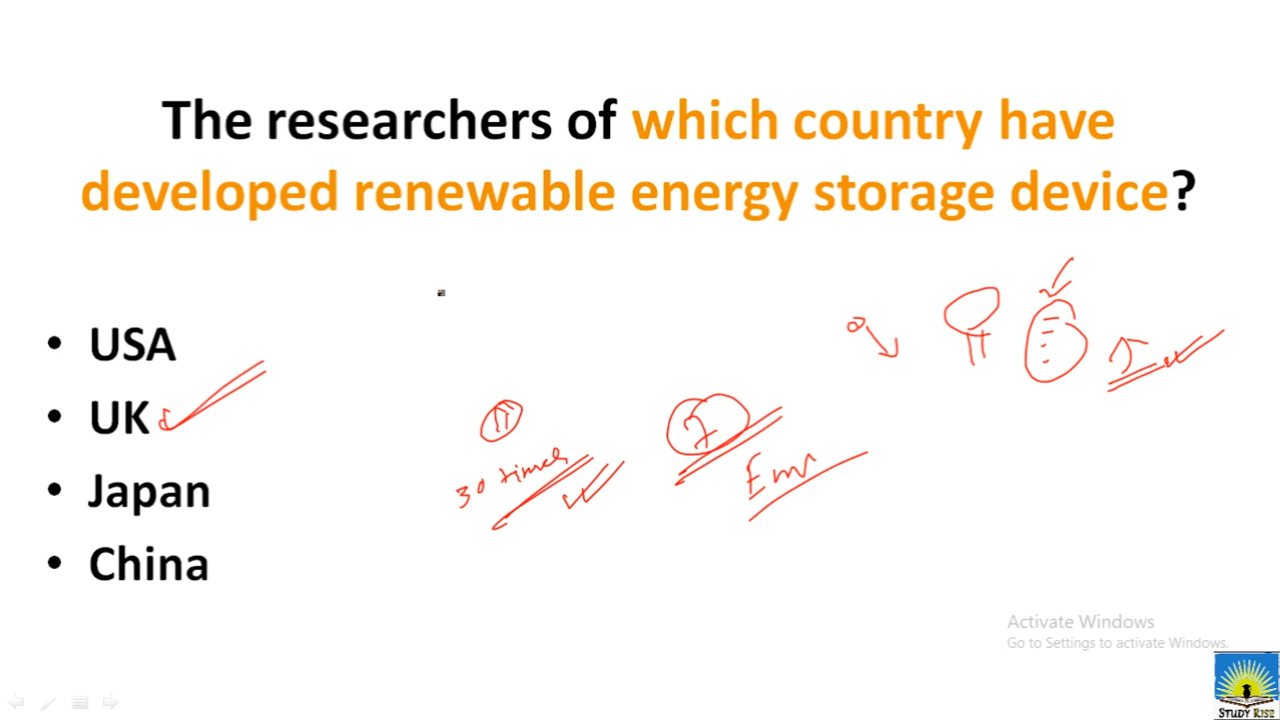 The researchers of which country have
developed renewable energy storage device?
• USA
• UK
• Japan
• China
30 times
Activate Windows
Go to Settings to activate Windows.
STUDY RISE